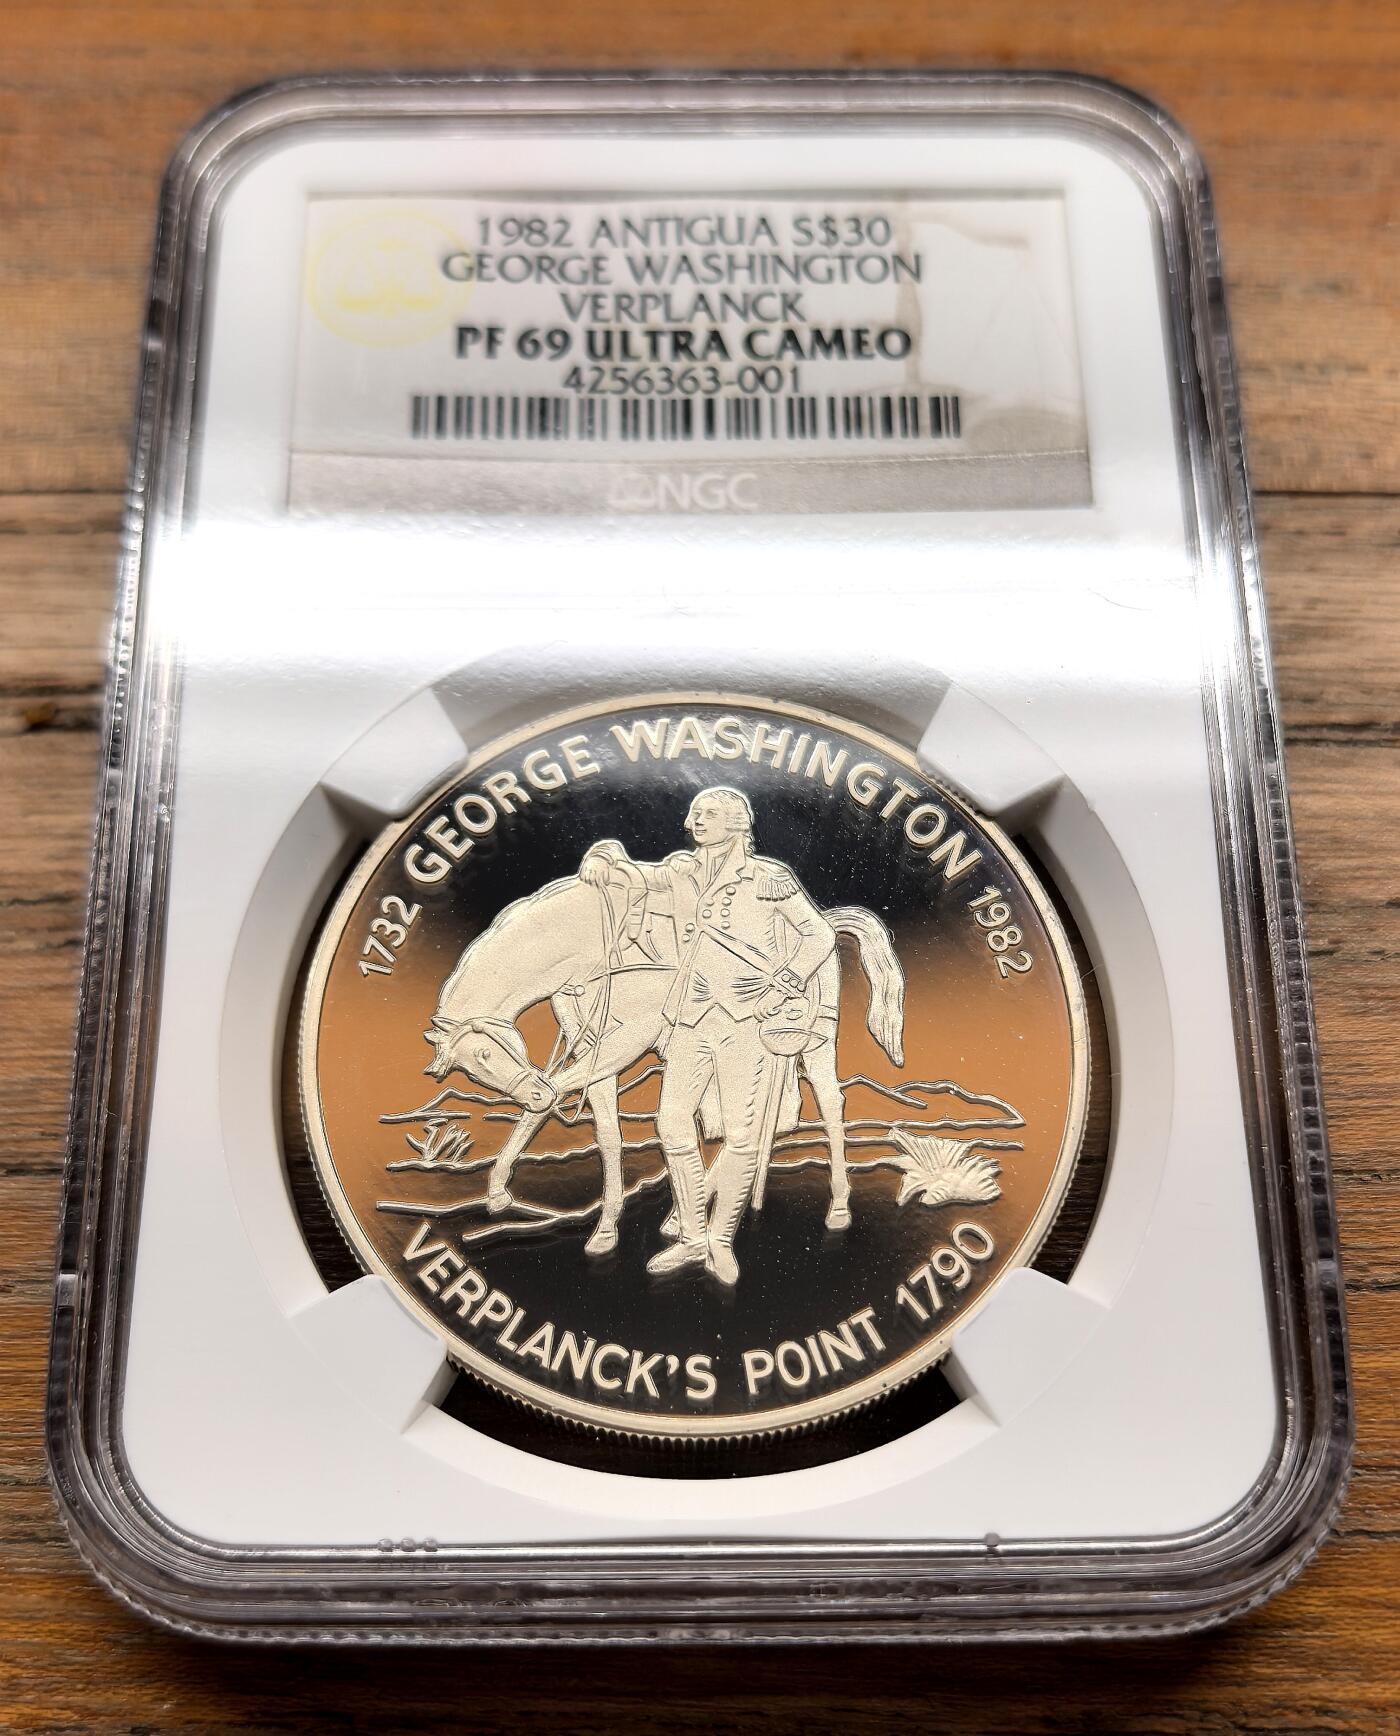 1982 ANTIGUA S$30
GEORGE WASHINGTON
VERPLANCK
PF 69 ULTRA CAMEO
4256363-001
NGC
1732 GEORGE WASHINGTON 1982
VERPLANCK'S POINT 1790